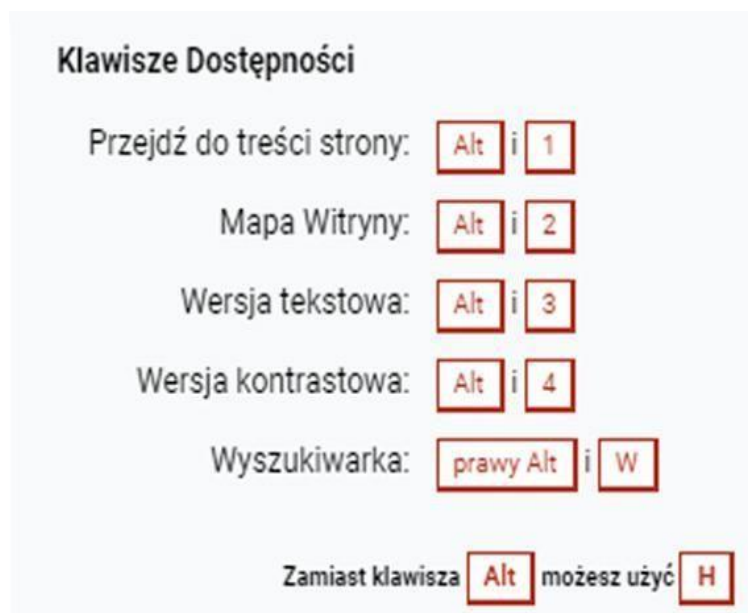 Klawisze Dostępności
Przejdź do treści strony: Alt i 1
Mapa Witryny: Alt i 2
Wersja tekstowa: Alt i 3
Wersja kontrastowa: Alt i 4
Wyszukiwarka: prawy Alt i W
Zamiast klawisza Alt możesz użyć H